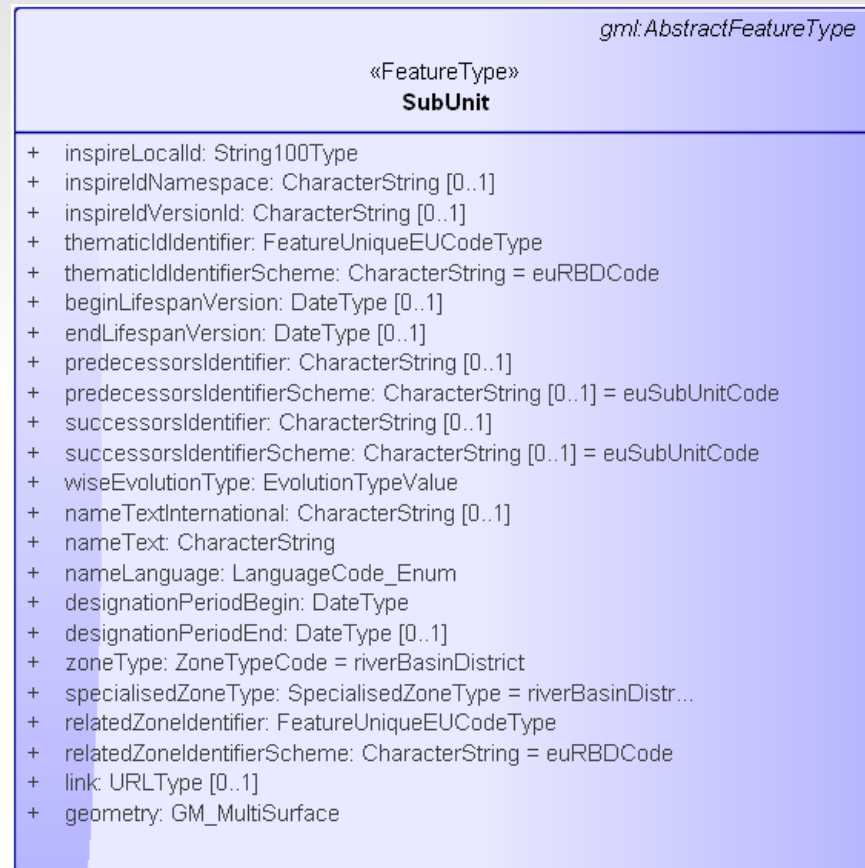 gml:AbstractFeatureType
«FeatureType»
SubUnit
+ inspireLocalId: String100Type
+ inspireIdNamespace: CharacterString [0..1]
+ inspireIdVersionId: CharacterString [0..1]
+ thematicIdIdentifier: FeatureUniqueEUCodeType
+ thematicIdIdentifierScheme: CharacterString = euRBDCode
+ beginLifespanVersion: DateType [0..1]
+ endLifespanVersion: DateType [0..1]
+ predecessorsIdentifier: CharacterString [0..1]
+ predecessorsIdentifierScheme: CharacterString [0..1] = euSubUnitCode
+ successorsIdentifier: CharacterString [0..1]
+ successorsIdentifierScheme: CharacterString [0..1] = euSubUnitCode
+ wiseEvolutionType: EvolutionTypeValue
+ nameTextInternational: CharacterString [0..1]
+ nameText: CharacterString
+ nameLanguage: LanguageCode_Enum
+ designationPeriodBegin: DateType
+ designationPeriodEnd: DateType [0..1]
+ zoneType: ZoneTypeCode = riverBasinDistrict
+ specialisedZoneType: SpecialisedZoneType = riverBasinDistr...
+ relatedZoneIdentifier: FeatureUniqueEUCodeType
+ relatedZoneIdentifierScheme: CharacterString = euRBDCode
+ link: URLType [0..1]
+ geometry: GM_MultiSurface